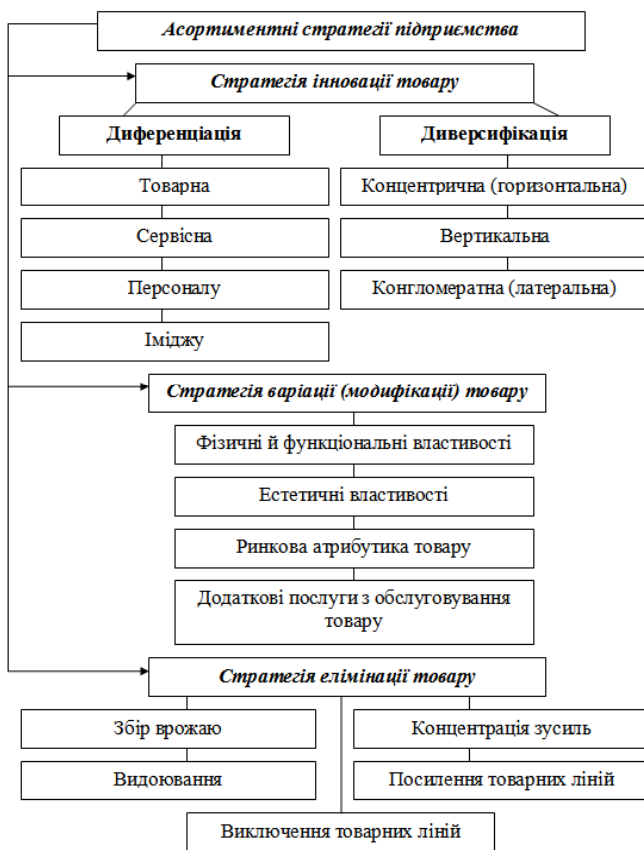 Асортиментні стратегії підприємства
Стратегія інновації товару
Диференціація
Диверсифікація
Товарна
Концентрична (горизонтальна)
Сервісна
Вертикальна
Персоналу
Конгломератна (латеральна)
Іміджу
Стратегія варіації (модифікації) товару
Фізичні й функціональні властивості
Естетичні властивості
Ринкова атрибутика товару
Додаткові послуги з обслуговування
товару
Стратегія елімінації товару
Збір врожаю
Концентрація зусиль
Видоювання
Посилення товарних ліній
Виключення товарних ліній